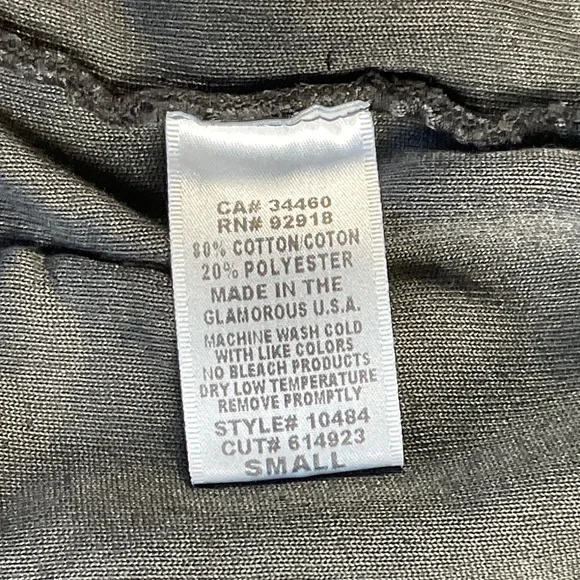 CA# 34460
RN# 92918
80% COTTON/COTON
20% POLYESTER
MADE IN THE
GLAMOROUS U.S.A.
MACHINE WASH COLD
WITH LIKE COLORS
NO BLEACH PRODUCTS
DRY LOW TEMPERATURE
REMOVE PROMPTLY
STYLE# 10484
CUT# 614923
SMALL